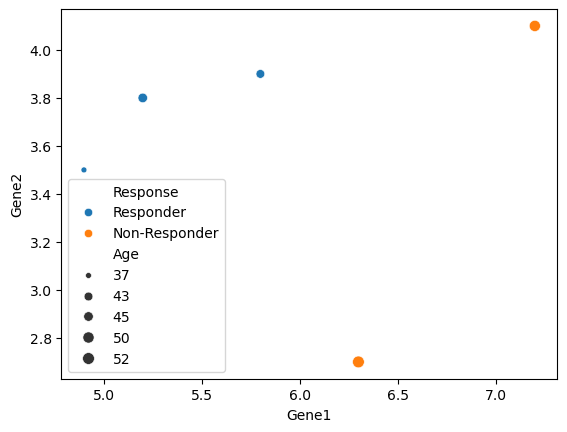 4.0
3.8
3.6
3.4
3.2
3.0
2.8
Gene2
Response
Responder
Non-Responder
Age
37
43
45
50
52
5.0 5.5 6.0 6.5 7.0
Gene1